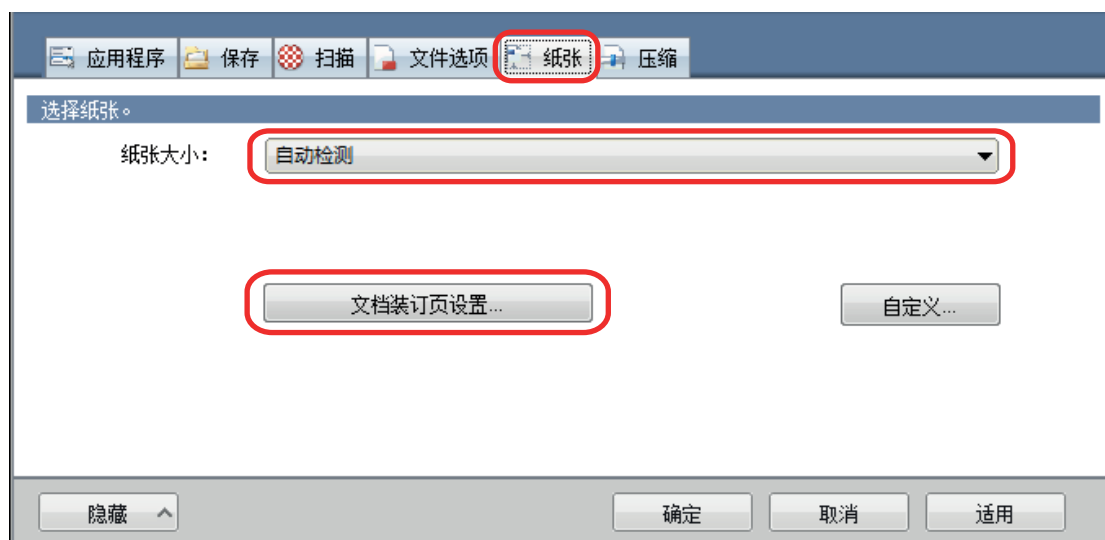 应用程序 保存 扫描 文件选项 纸张 压缩
选择纸张。
纸张大小: 自动检测
文档装订页设置... 自定义...
隐藏 确定 取消 适用